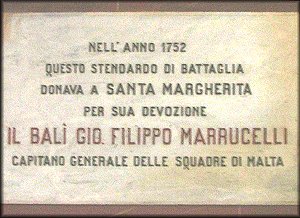 NELL'ANNO 1752
QUESTO STENDARDO DI BATTAGLIA
DONAVA A SANTA MARGHERITA
PER SUA DEVOZIONE
IL BALÌ GIO. FILIPPO MARRUCELLI
CAPITANO GENERALE DELLE SQUADRE DI MALTA